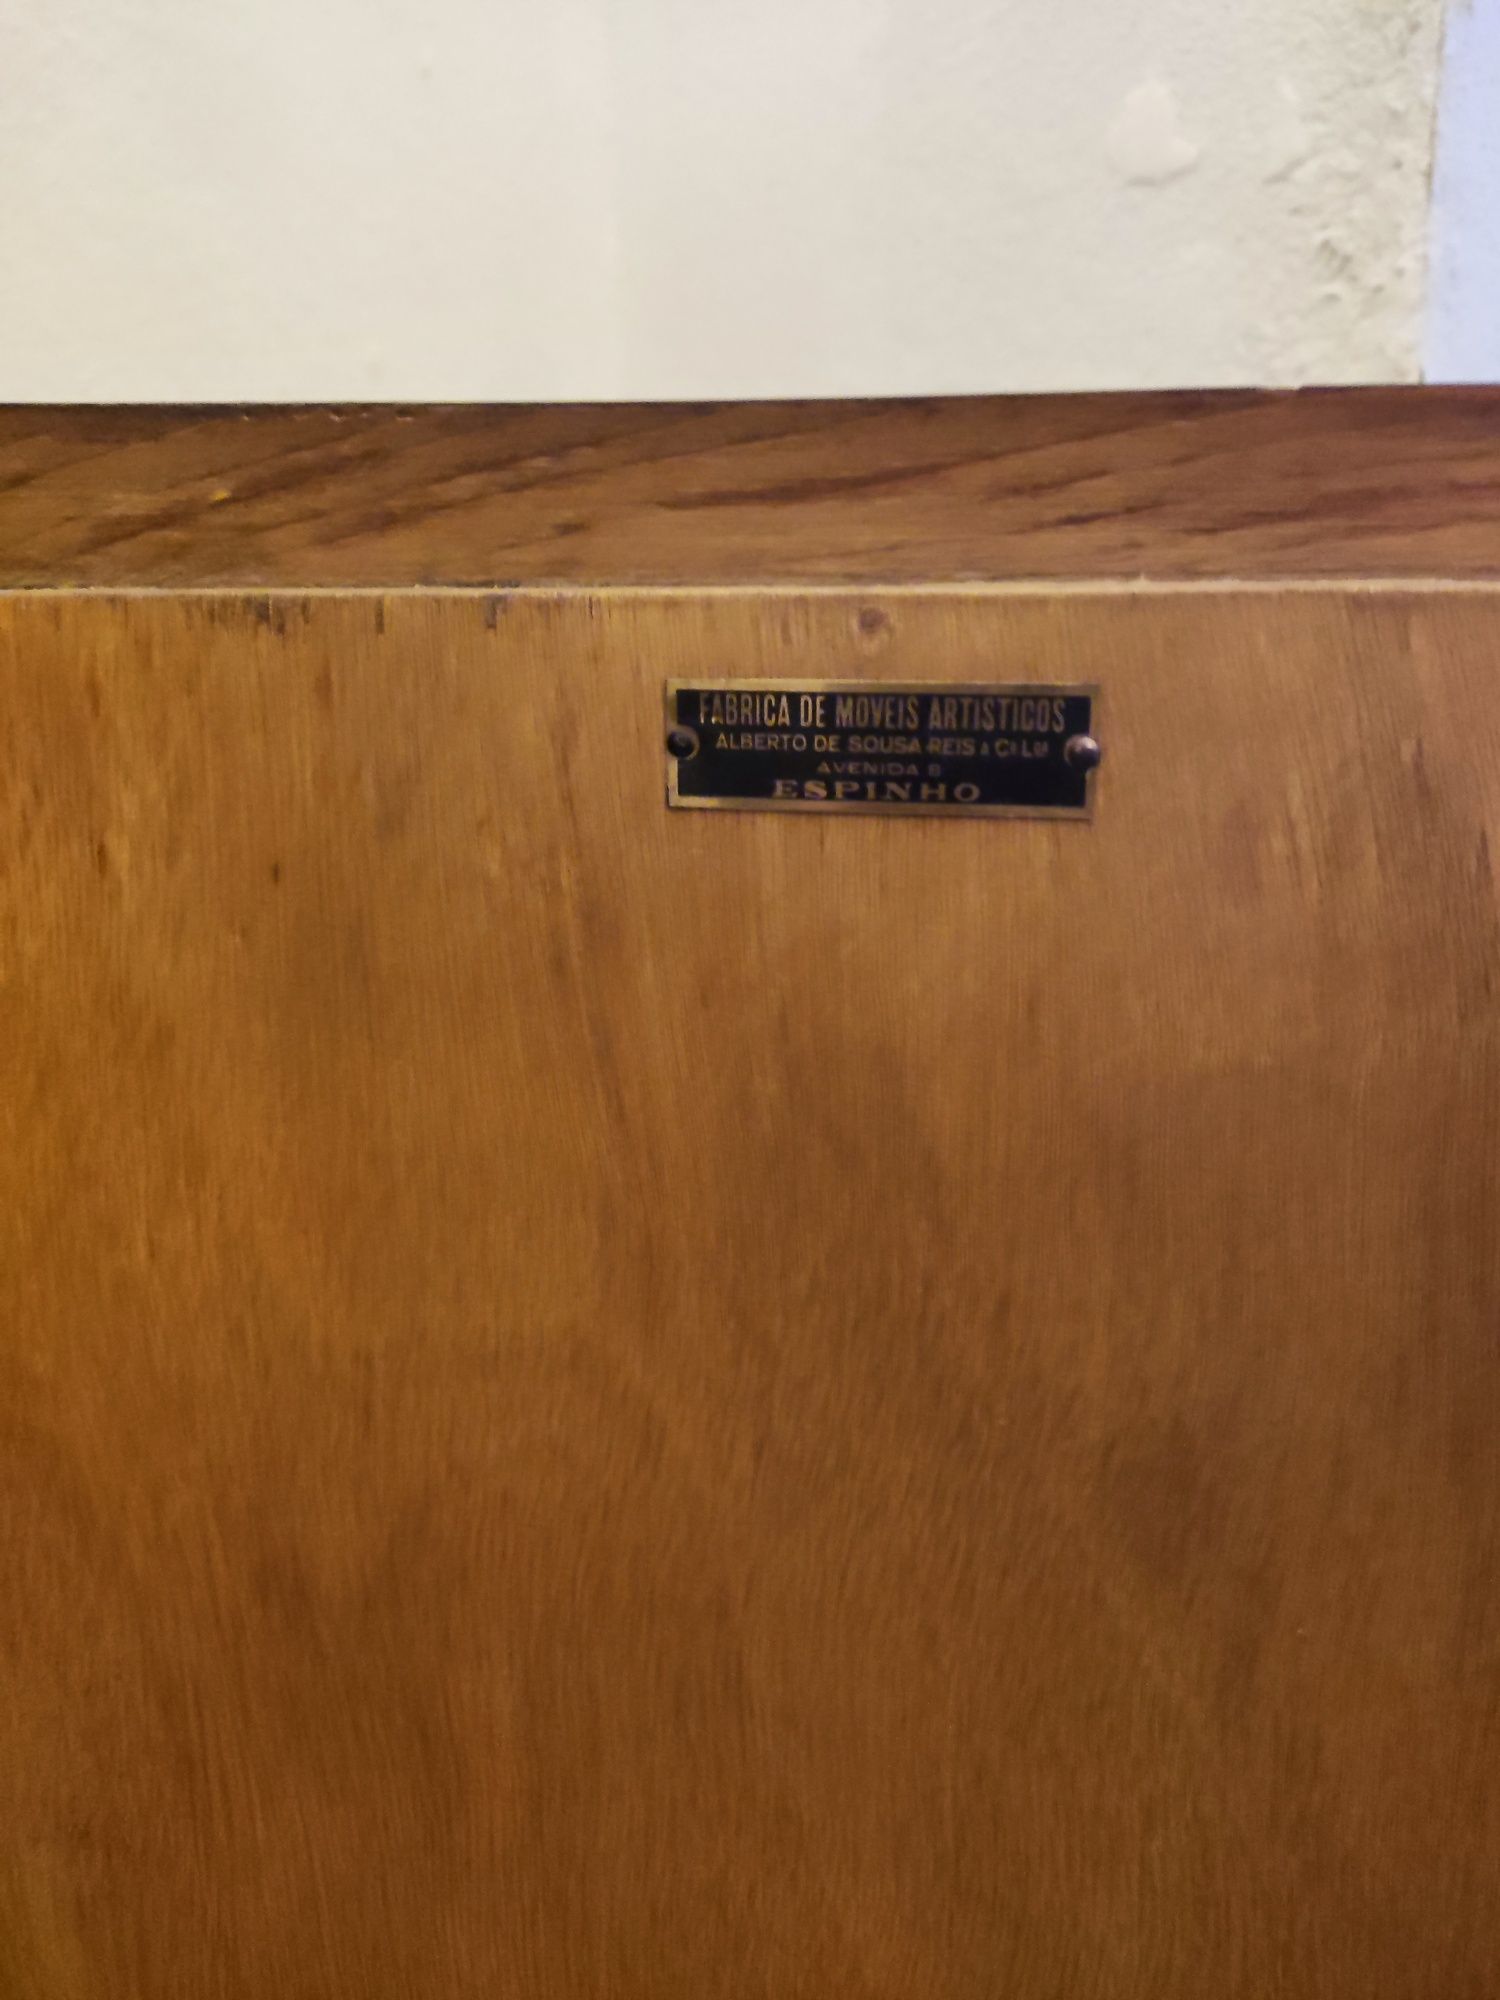 FABRICA DE MOVEIS ARTISTICOS
ALBERTO DE SOUSA REIS & Cª Lda
AVENIDA 8
ESPINHO